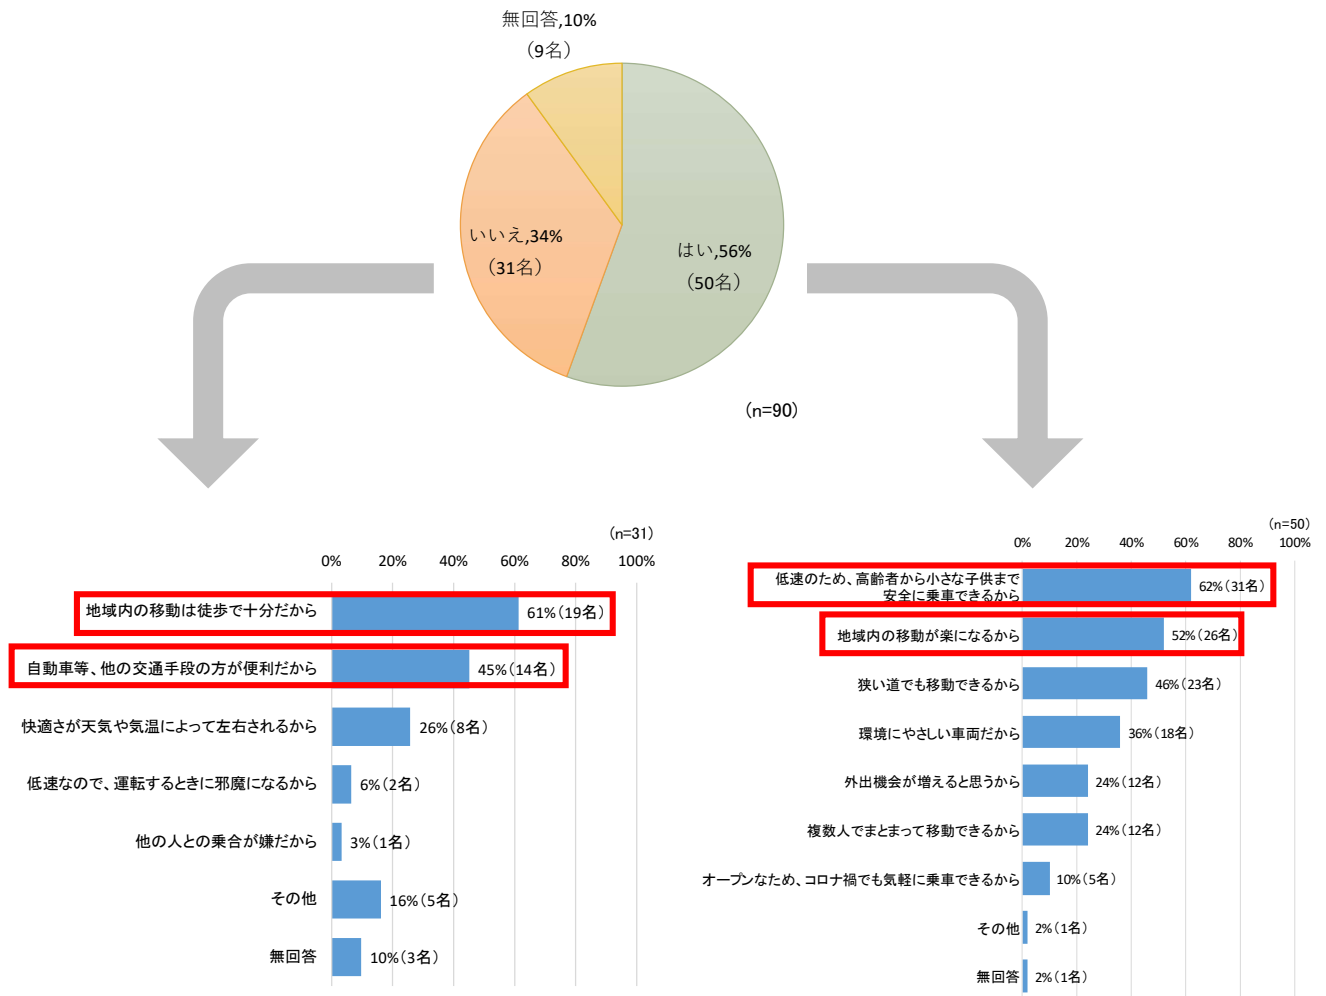 無回答,10%
（9名）
いいえ,34%
（31名）
はい,56%
（50名）
（n=90）
（n=31）
0% 20% 40% 60% 80% 100%
地域内の移動は徒歩で十分だから 61%（19名）
自動車等、他の交通手段の方が便利だから 45%（14名）
快適さが天気や気温によって左右されるから 26%（8名）
低速なので、運転するときに邪魔になるから 6%（2名）
他の人との乗合が嫌だから 3%（1名）
その他 16%（5名）
無回答 10%（3名）
（n=50）
0% 20% 40% 60% 80% 100%
低速のため、高齢者から小さな子供まで
安全に乗車できるから 62%（31名）
地域内の移動が楽になるから 52%（26名）
狭い道でも移動できるから 46%（23名）
環境にやさしい車両だから 36%（18名）
外出機会が増えると思うから 24%（12名）
複数人でまとまって移動できるから 24%（12名）
オープンなため、コロナ禍でも気軽に乗車できるから 10%（5名）
その他 2%（1名）
無回答 2%（1名）